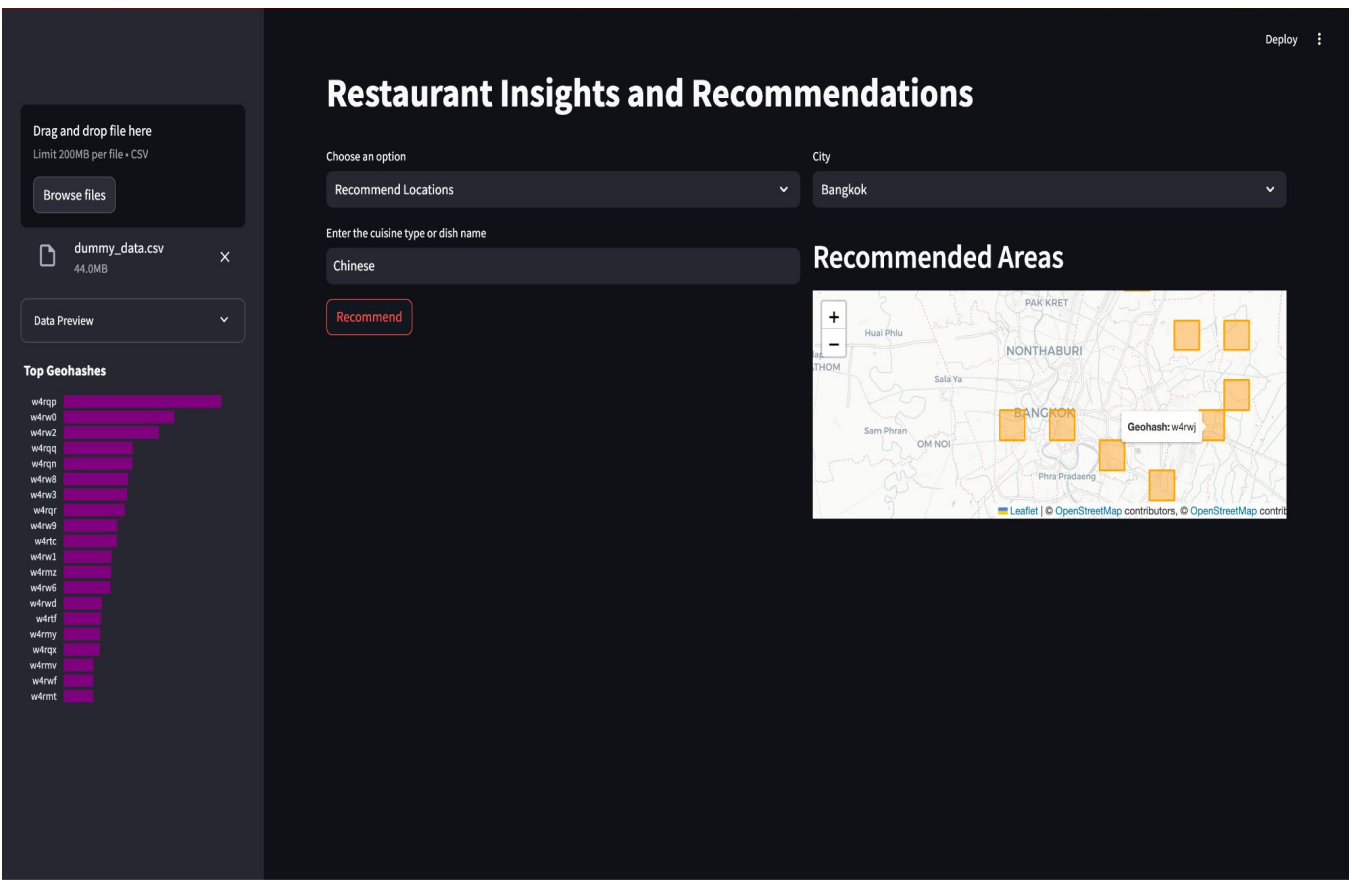 Deploy
Restaurant Insights and Recommendations
Drag and drop file here
Limit 200MB per file • CSV
Browse files
dummy_data.csv
44.0MB
Data Preview
Top Geohashes
w4rqp
w4rw0
w4rw2
w4rqq
w4rqn
w4rw8
w4rw3
w4rqr
w4rw9
w4rtc
w4rw1
w4rmz
w4rw6
w4rwd
w4rtf
w4rmy
w4rqx
w4rmv
w4rwf
w4rmt
Choose an option
Recommend Locations
Enter the cuisine type or dish name
Chinese
Recommend
City
Bangkok
Recommended Areas
+
−
PAK KRET
Huai Phlu
NONTHABURI
THOM
Sala Ya
BANGKOK
Geohash: w4rwj
Sam Phran
OM NOI
Phra Pradaeng
Leaflet | © OpenStreetMap contributors, © OpenStreetMap contrib